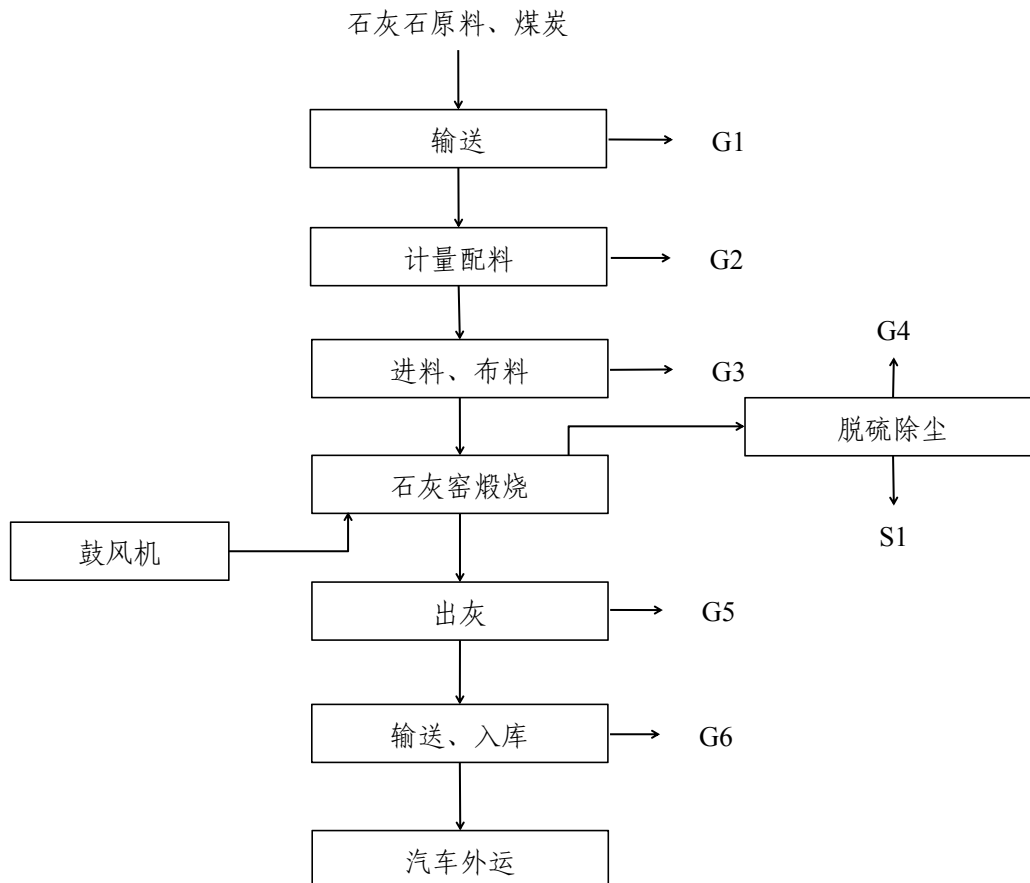 石灰石原料、煤炭
输送
G1
计量配料
G2
进料、布料
G3
G4
脱硫除尘
石灰窑煅烧
S1
鼓风机
出灰
G5
输送、入库
G6
汽车外运